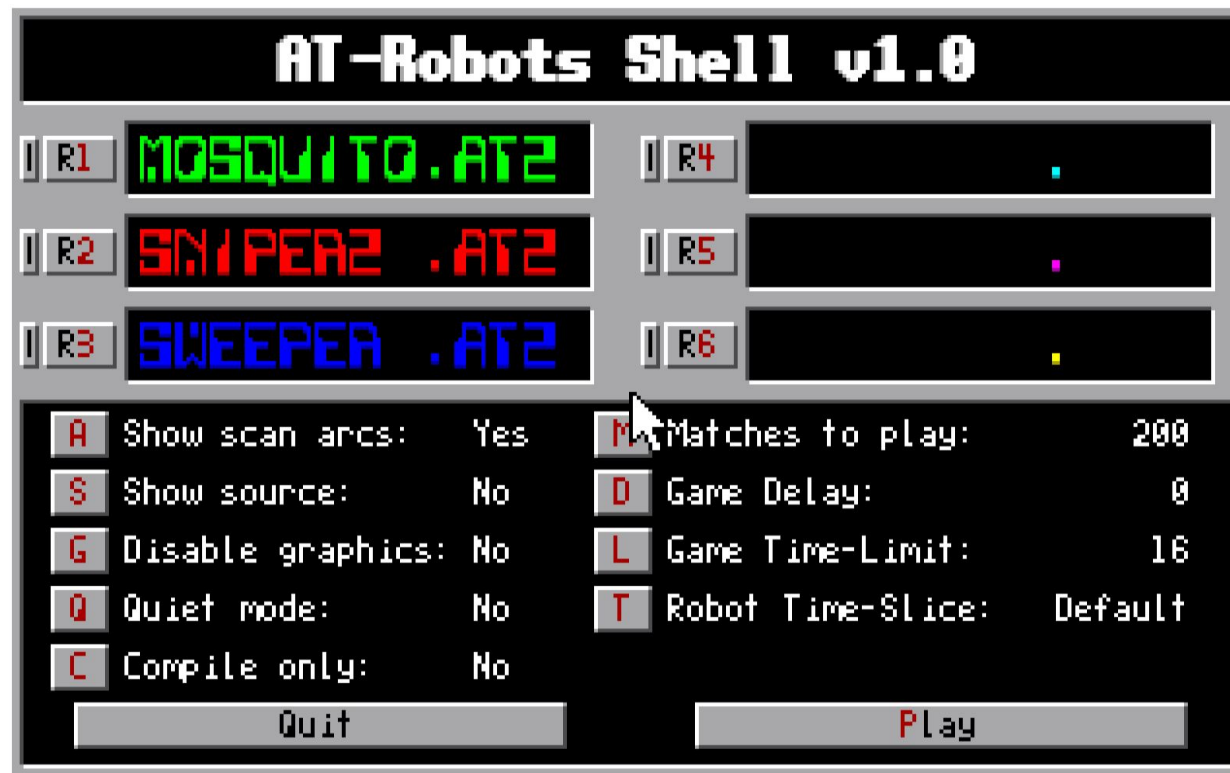 AT-Robots Shell v1.0
R1 MOSQUITO.AT2 R4 .
R2 SNIPER2 .AT2 R5 .
R3 SWEEPER .AT2 R6 .
A Show scan arcs: Yes M Matches to play: 200
S Show source: No D Game Delay: 0
G Disable graphics: No L Game Time-Limit: 16
Q Quiet mode: No T Robot Time-Slice: Default
C Compile only: No
Quit Play